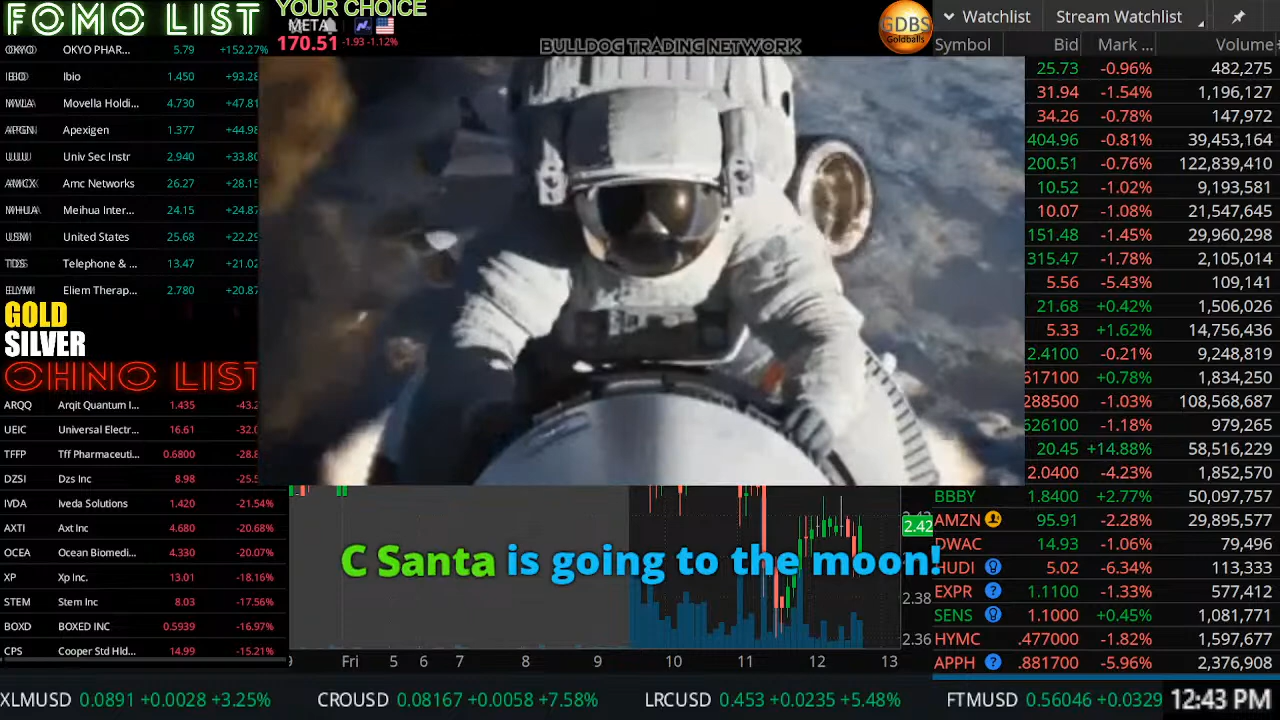 FOMO LIST
OKYO OKYO PHAR... 5.79 +152.27%
IBIO Ibio 1.450 +93.28
MVLA Movella Holdi... 4.730 +47.81
APGN Apexigen 1.377 +44.98
UUU Univ Sec Instr 2.940 +33.80
AMCX Amc Networks 26.27 +28.15
MHUA Meihua Inter... 24.15 +24.87
USM United States 25.68 +22.29
TDS Telephone & ... 13.47 +21.02
ELYM Eliem Therap... 2.780 +20.87
GOLD
SILVER
OHNO LIST
ARQQ Arqit Quantum I... 1.435 -43.2
UEIC Universal Electr... 16.61 -32.0
TFFP Tff Pharmaceuti... 0.6800 -28.8
DZSI Dzs Inc 8.98 -25.5
IVDA Iveda Solutions 1.420 -21.54%
AXTI Axt Inc 4.680 -20.68%
OCEA Ocean Biomedi... 4.330 -20.07%
XP Xp Inc. 13.01 -18.16%
STEM Stem Inc 8.03 -17.56%
BOXD BOXED INC 0.5939 -16.97%
CPS Cooper Std Hld... 14.99 -15.21%
YOUR CHOICE
META
170.51 -1.93 -1.12%
BULLDOG TRADING NETWORK
GDBS
Goldballs
C Santa is going to the moon!
2.42
2.38
2.36
9 Fri 5 6 7 8 9 10 11 12 13
Watchlist Stream Watchlist
Symbol Bid Mark ... Volume
25.73 -0.96% 482,275
31.94 -1.54% 1,196,127
34.26 -0.78% 147,972
404.96 -0.81% 39,453,164
200.51 -0.76% 122,839,410
10.52 -1.02% 9,193,581
10.07 -1.08% 21,547,645
151.48 -1.45% 29,960,298
315.47 -1.78% 2,105,014
5.56 -5.43% 109,141
21.68 +0.42% 1,506,026
5.33 +1.62% 14,756,436
2.4100 -0.21% 9,248,819
617100 +0.78% 1,834,250
288500 -1.03% 108,568,687
626100 -1.18% 979,265
20.45 +14.88% 58,516,229
2.0400 -4.23% 1,852,570
BBBY 1.8400 +2.77% 50,097,757
AMZN 95.91 -2.28% 29,895,577
DWAC 14.93 -1.06% 79,496
HUDI 5.02 -6.34% 113,333
EXPR 1.1100 -1.33% 577,412
SENS 1.1000 +0.45% 1,081,771
HYMC .477000 -1.82% 1,597,677
APPH .881700 -5.96% 2,376,908
XLMUSD 0.0891 +0.0028 +3.25% CROUSD 0.08167 +0.0058 +7.58% LRCUSD 0.453 +0.0235 +5.48% FTMUSD 0.56046 +0.0329 12:43 PM